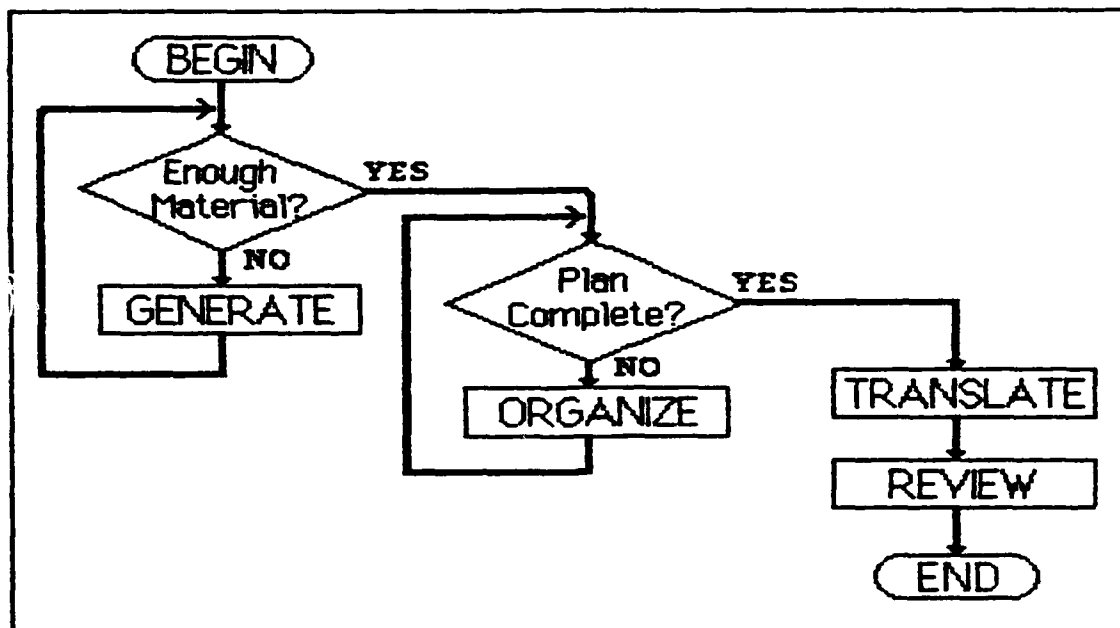 BEGIN
Enough
Material?
YES
NO
GENERATE
Plan
Complete?
YES
NO
ORGANIZE
TRANSLATE
REVIEW
END